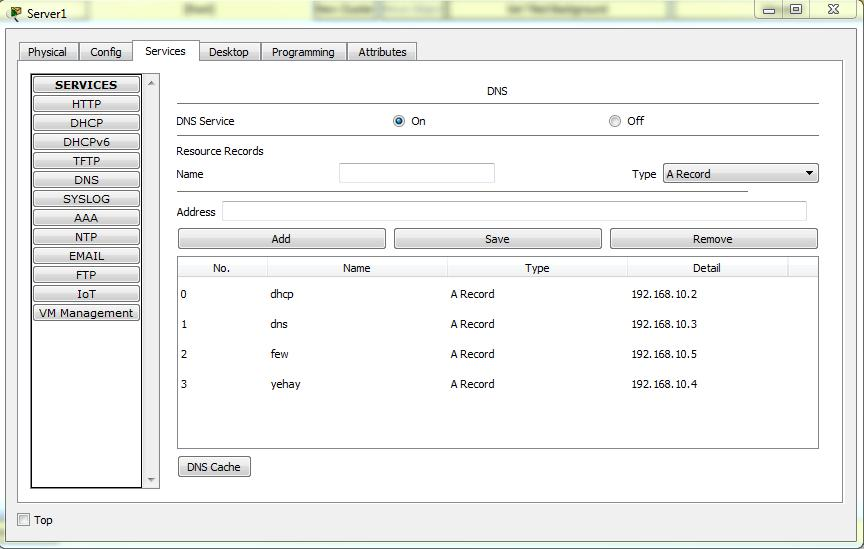 Server1
Physical Config Services Desktop Programming Attributes
SERVICES
HTTP
DHCP
DHCPv6
TFTP
DNS
SYSLOG
AAA
NTP
EMAIL
FTP
IoT
VM Management
DNS
DNS Service On Off
Resource Records
Name Type A Record
Address
Add Save Remove
No. Name Type Detail
0 dhcp A Record 192.168.10.2
1 dns A Record 192.168.10.3
2 few A Record 192.168.10.5
3 yehay A Record 192.168.10.4
DNS Cache
Top